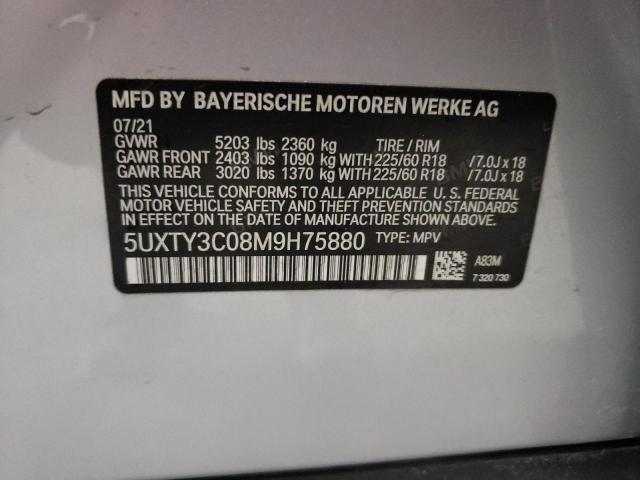 MFD BY BAYERISCHE MOTOREN WERKE AG
07/21
GVWR 5203 lbs 2360 kg TIRE / RIM
GAWR FRONT 2403 lbs 1090 kg WITH 225/60 R18 / 7.0J x 18
GAWR REAR 3020 lbs 1370 kg WITH 225/60 R18 / 7.0J x 18
THIS VEHICLE CONFORMS TO ALL APPLICABLE U. S. FEDERAL
MOTOR VEHICLE SAFETY AND THEFT PREVENTION STANDARDS
IN EFFECT ON THE DATE OF MANUFACTURE SHOWN ABOVE.
5UXTY3C08M9H75880 TYPE: MPV
A83M
7 320 730